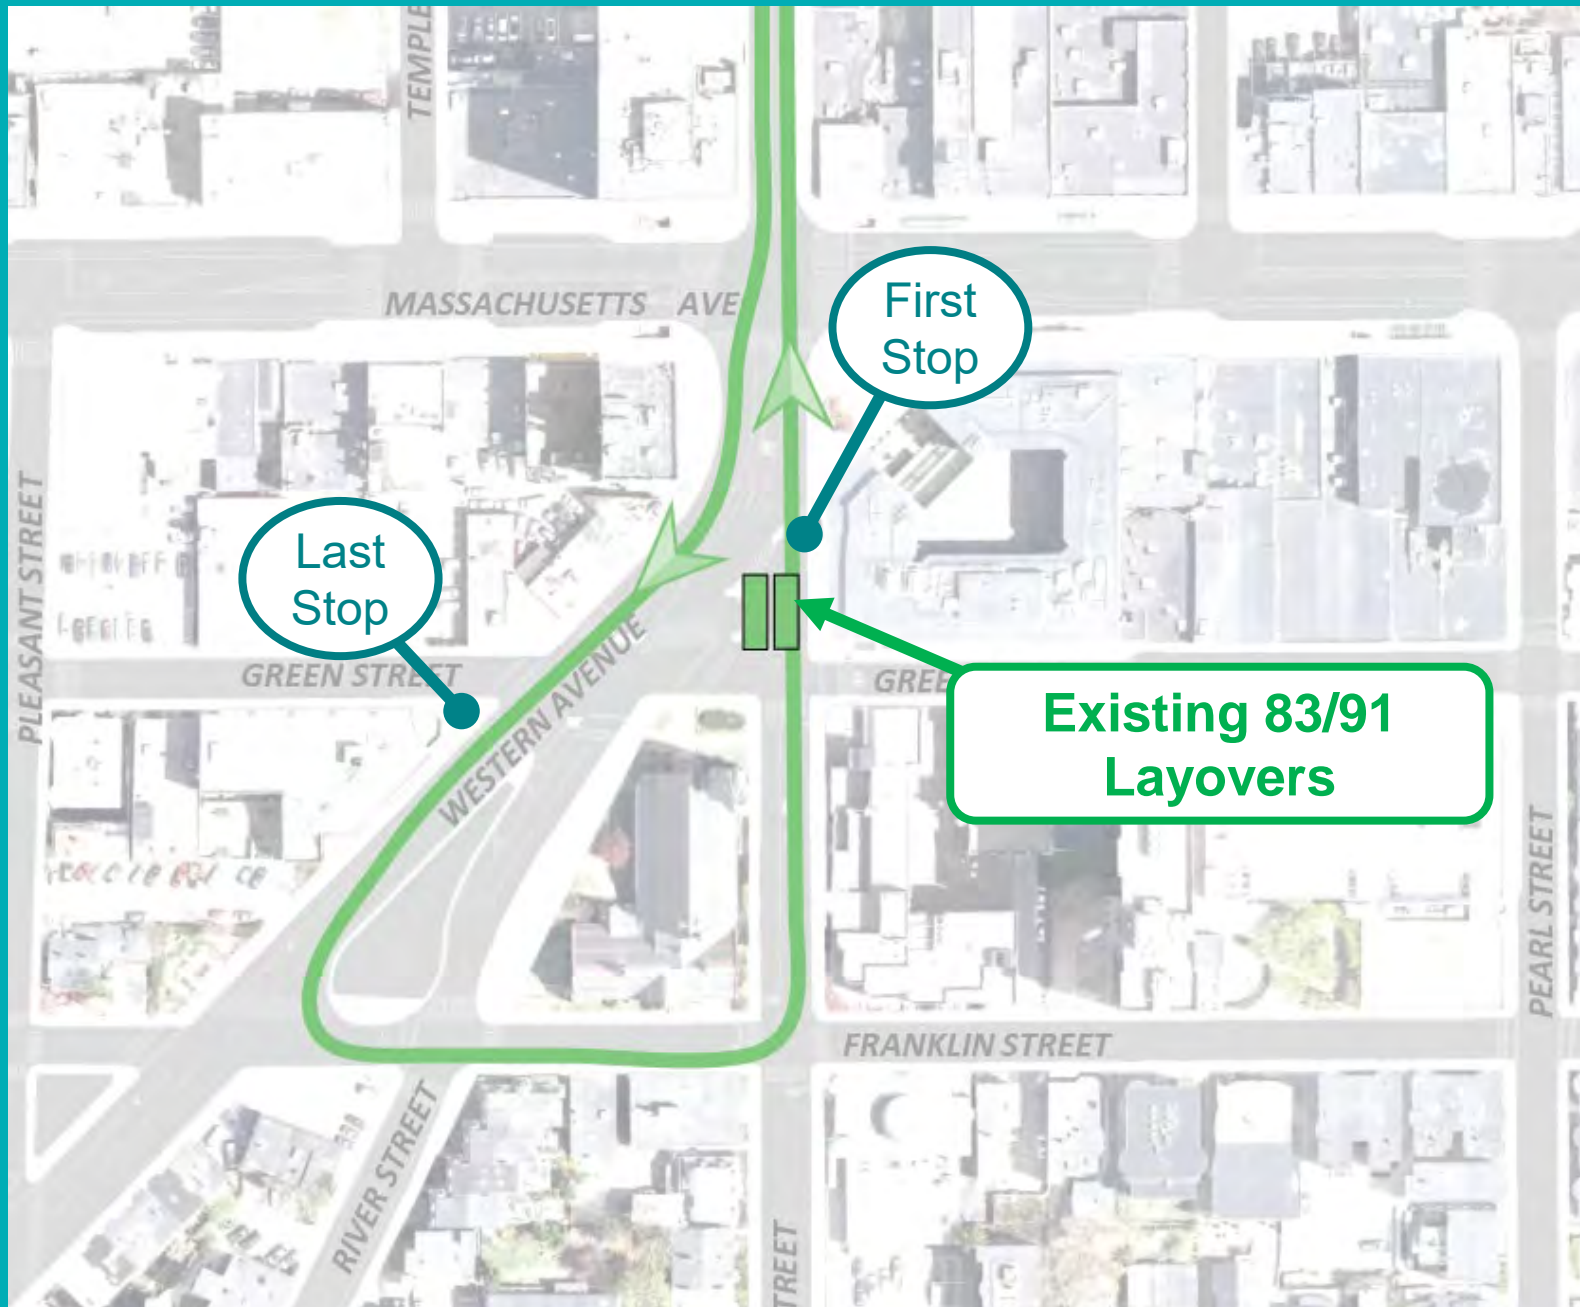 TEMPLE
MASSACHUSETTS AVE
First
Stop
PLEASANT STREET
Last
Stop
GREEN STREET
WESTERN AVENUE
GREE
Existing 83/91
Layovers
PEARL STREET
FRANKLIN STREET
RIVER STREET
TREET